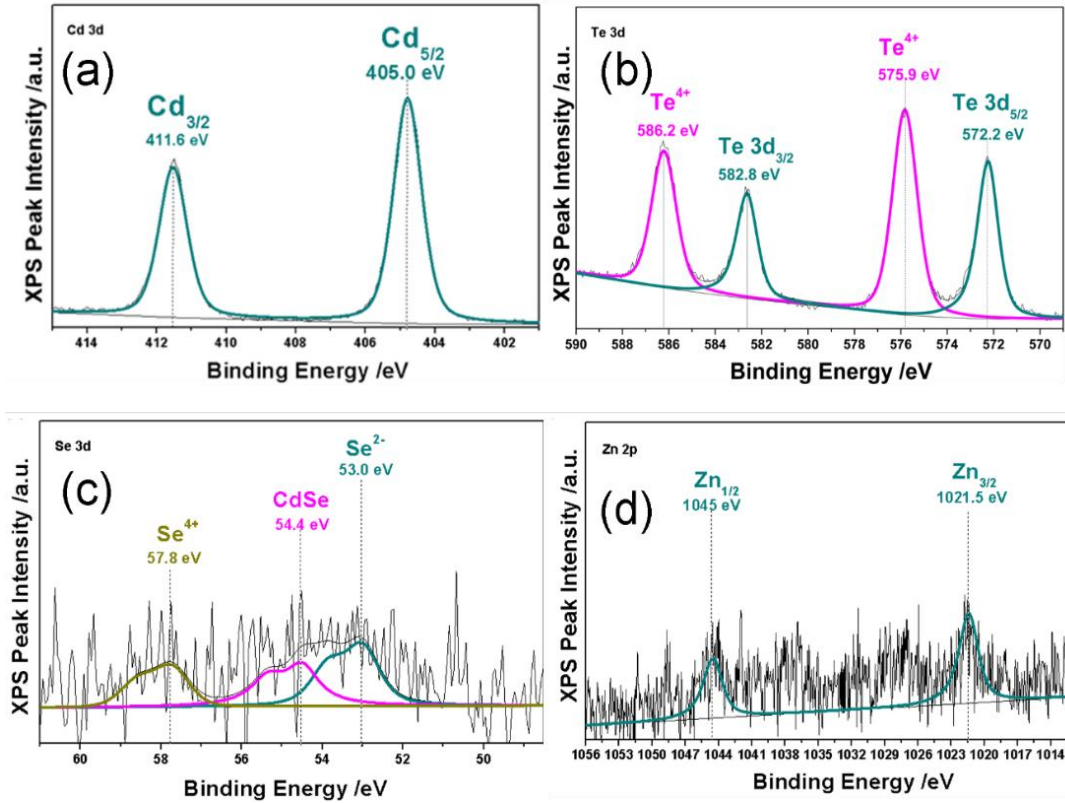 Cd 3d
(a)
Cd5/2
405.0 eV
Cd3/2
411.6 eV
XPS Peak Intensity /a.u.
414 412 410 408 406 404 402
Binding Energy /eV
Te 3d
(b)
Te4+
575.9 eV
Te4+
586.2 eV
Te 3d5/2
572.2 eV
Te 3d3/2
582.8 eV
XPS Peak Intensity /a.u.
590 588 586 584 582 580 578 576 574 572 570
Binding Energy /eV
Se 3d
(c)
Se2-
53.0 eV
CdSe
54.4 eV
Se4+
57.8 eV
XPS Peak Intensity /a.u.
60 58 56 54 52 50
Binding Energy /eV
Zn 2p
(d)
Zn1/2
1045 eV
Zn3/2
1021.5 eV
XPS Peak Intensity /a.u.
1056 1053 1050 1047 1044 1041 1038 1035 1032 1029 1026 1023 1020 1017 1014
Binding Energy /eV